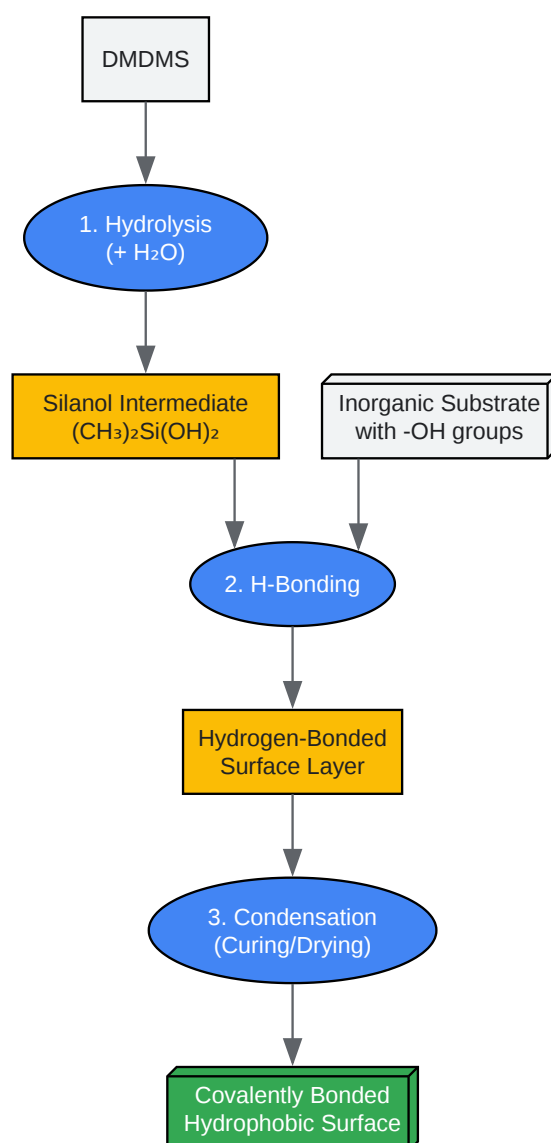 DMDMS
1. Hydrolysis
(+ H₂O)
Silanol Intermediate
(CH₃)₂Si(OH)₂
Inorganic Substrate
with -OH groups
2. H-Bonding
Hydrogen-Bonded
Surface Layer
3. Condensation
(Curing/Drying)
Covalently Bonded
Hydrophobic Surface